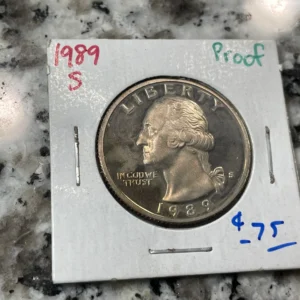 1989
S
Proof
LIBERTY
IN GOD WE
TRUST
S
1989
.75